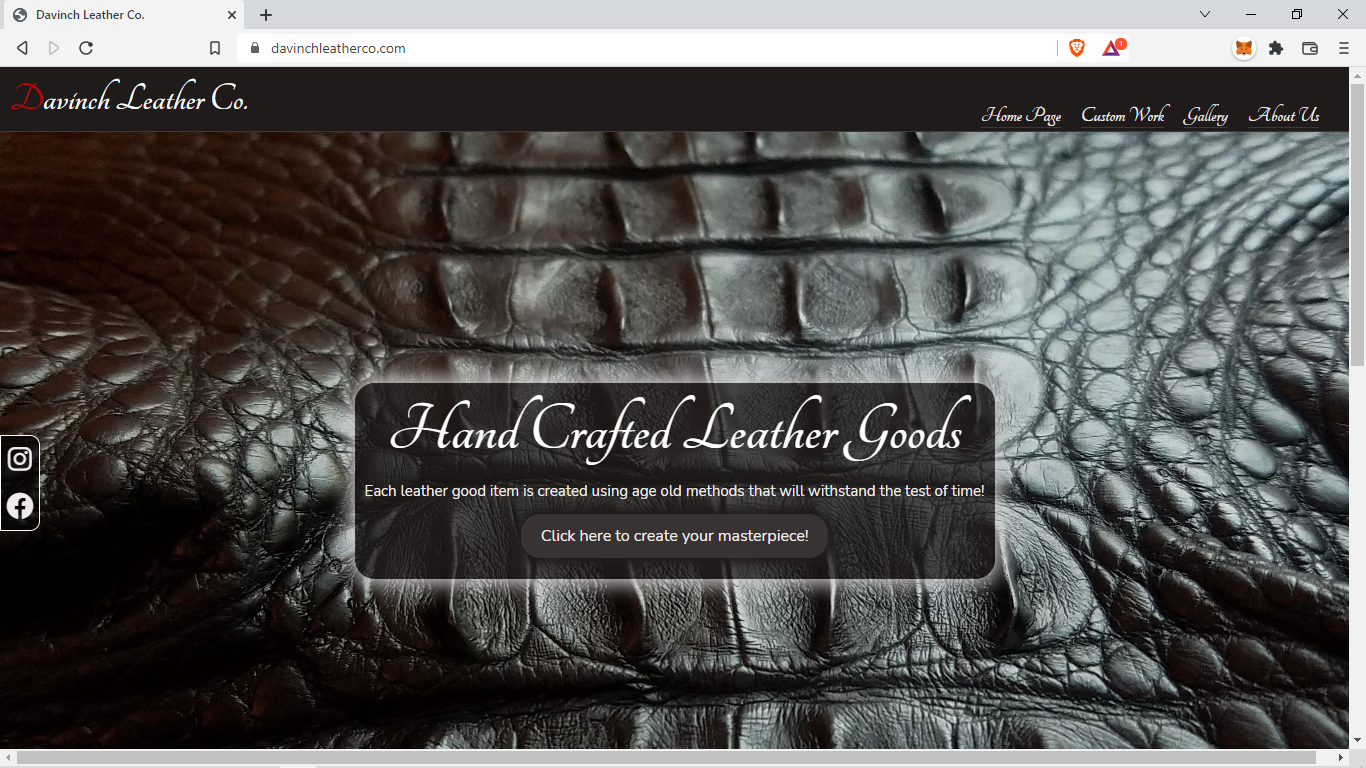 Davinch Leather Co.
davinchleatherco.com
1
Davinch Leather Co.
Home Page Custom Work Gallery About Us
Hand Crafted Leather Goods
Each leather good item is created using age old methods that will withstand the test of time!
Click here to create your masterpiece!